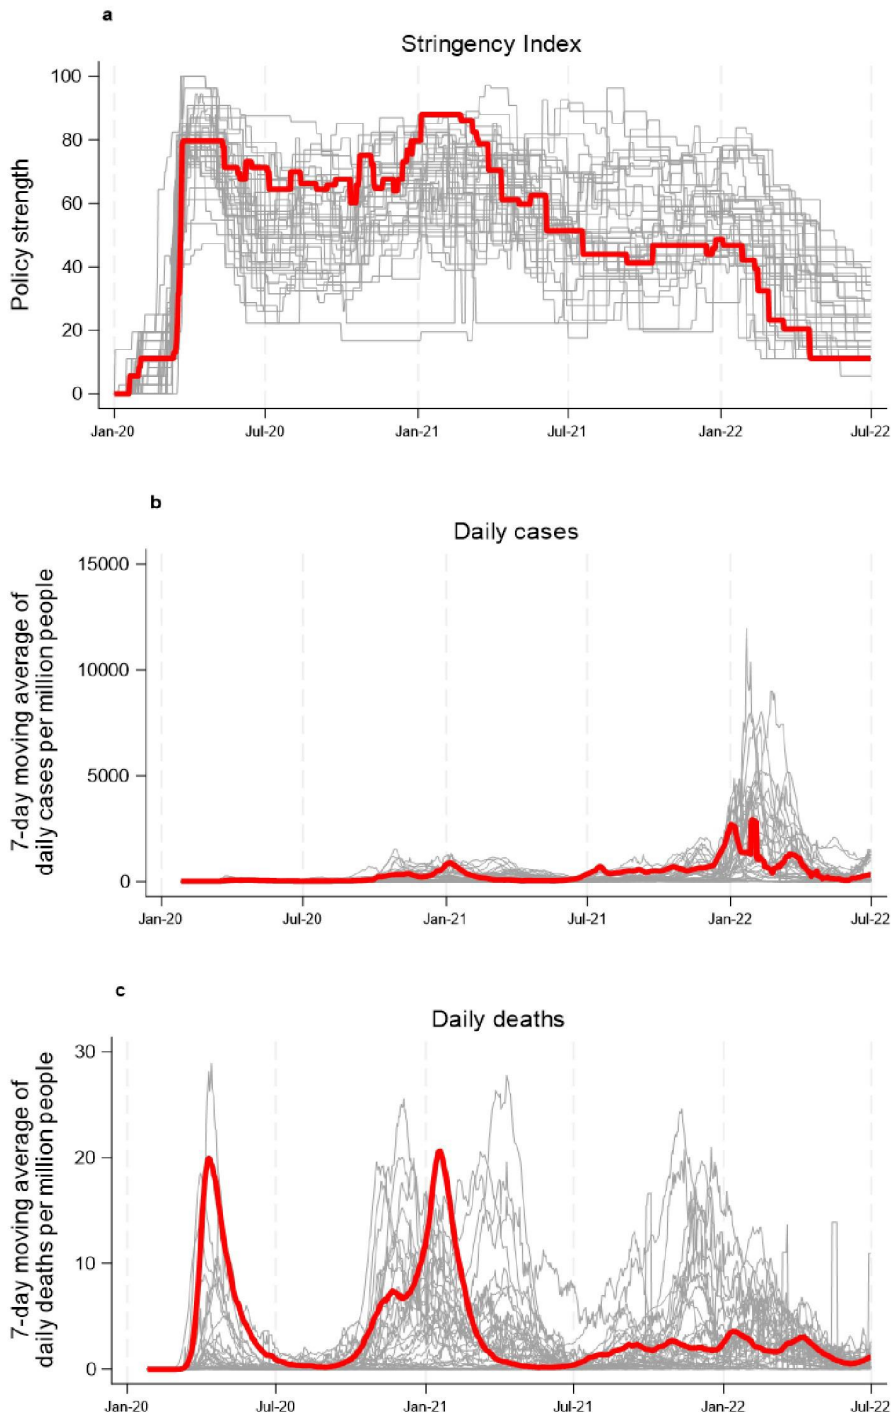 a
Stringency Index
Policy strength
100
80
60
40
20
0
Jan-20
Jul-20
Jan-21
Jul-21
Jan-22
Jul-22
b
Daily cases
7-day moving average of
daily cases per million people
15000
10000
5000
0
Jan-20
Jul-20
Jan-21
Jul-21
Jan-22
Jul-22
c
Daily deaths
7-day moving average of
daily deaths per million people
30
20
10
0
Jan-20
Jul-20
Jan-21
Jul-21
Jan-22
Jul-22